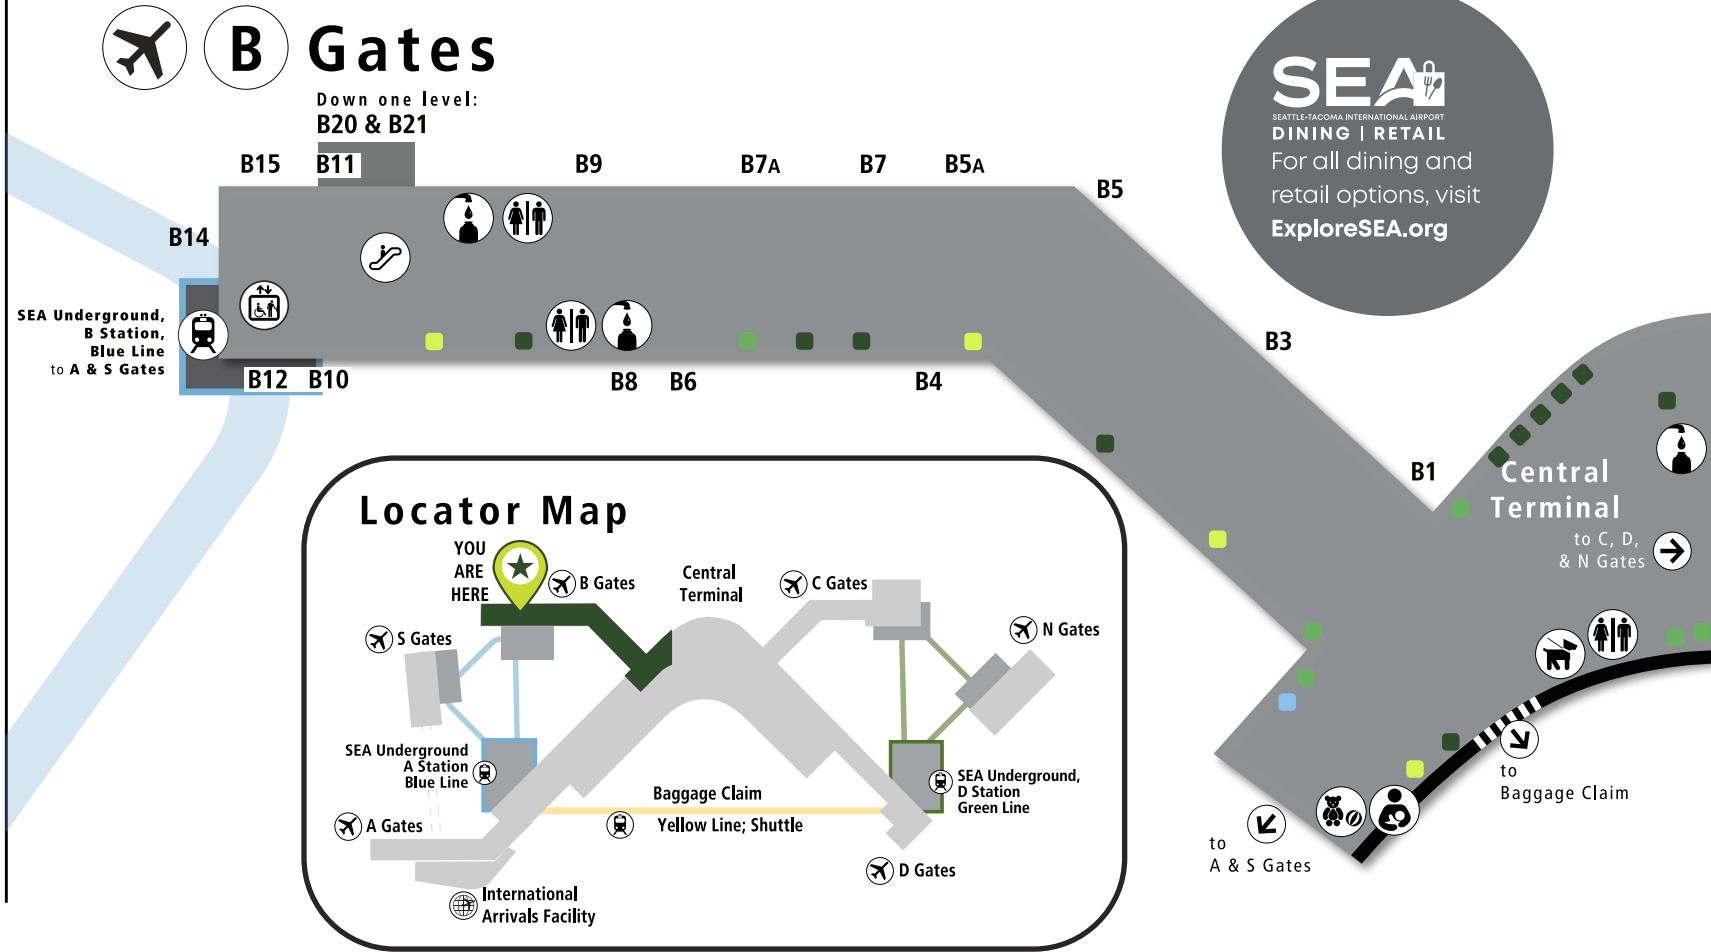 B Gates
Down one level:
B20 & B21
B15
B11
B9
B7A
B7
B5A
B5
B14
SEA Underground,
B Station,
Blue Line
to A & S Gates
B12
B10
B8
B6
B4
B3
B1
SEA
SEATTLE-TACOMA INTERNATIONAL AIRPORT
DINING | RETAIL
For all dining and
retail options, visit
ExploreSEA.org
Central
Terminal
to C, D,
& N Gates
to
Baggage Claim
to
A & S Gates
Locator Map
YOU
ARE
HERE
B Gates
Central
Terminal
C Gates
S Gates
N Gates
SEA Underground
A Station
Blue Line
SEA Underground,
D Station
Green Line
Baggage Claim
Yellow Line; Shuttle
A Gates
D Gates
International
Arrivals Facility